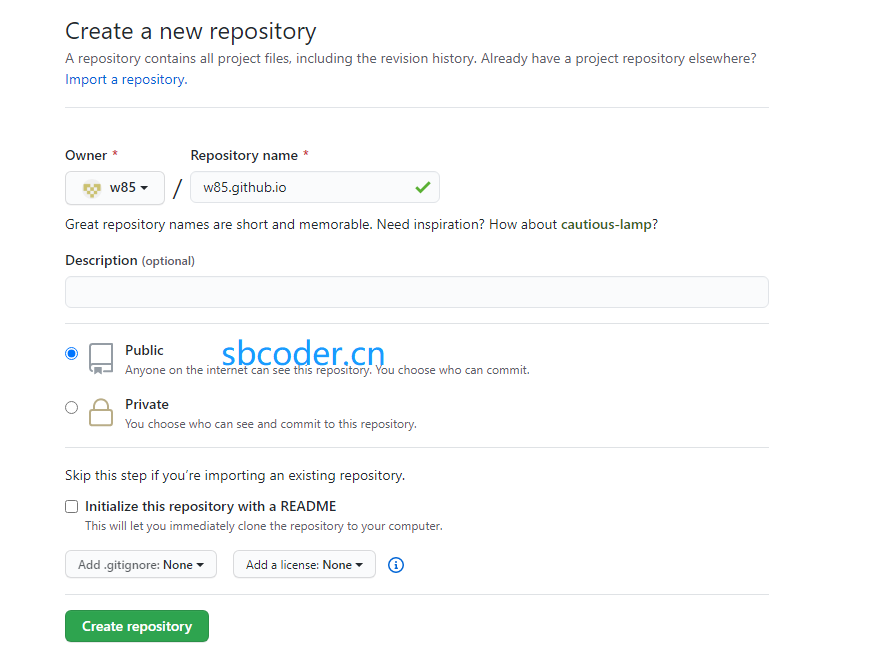 Create a new repository
A repository contains all project files, including the revision history. Already have a project repository elsewhere?
Import a repository.
Owner * Repository name *
w85 / w85.github.io
Great repository names are short and memorable. Need inspiration? How about cautious-lamp?
Description (optional)
Public
sbcoder.cn
Anyone on the internet can see this repository. You choose who can commit.
Private
You choose who can see and commit to this repository.
Skip this step if you’re importing an existing repository.
Initialize this repository with a README
This will let you immediately clone the repository to your computer.
Add .gitignore: None Add a license: None
Create repository